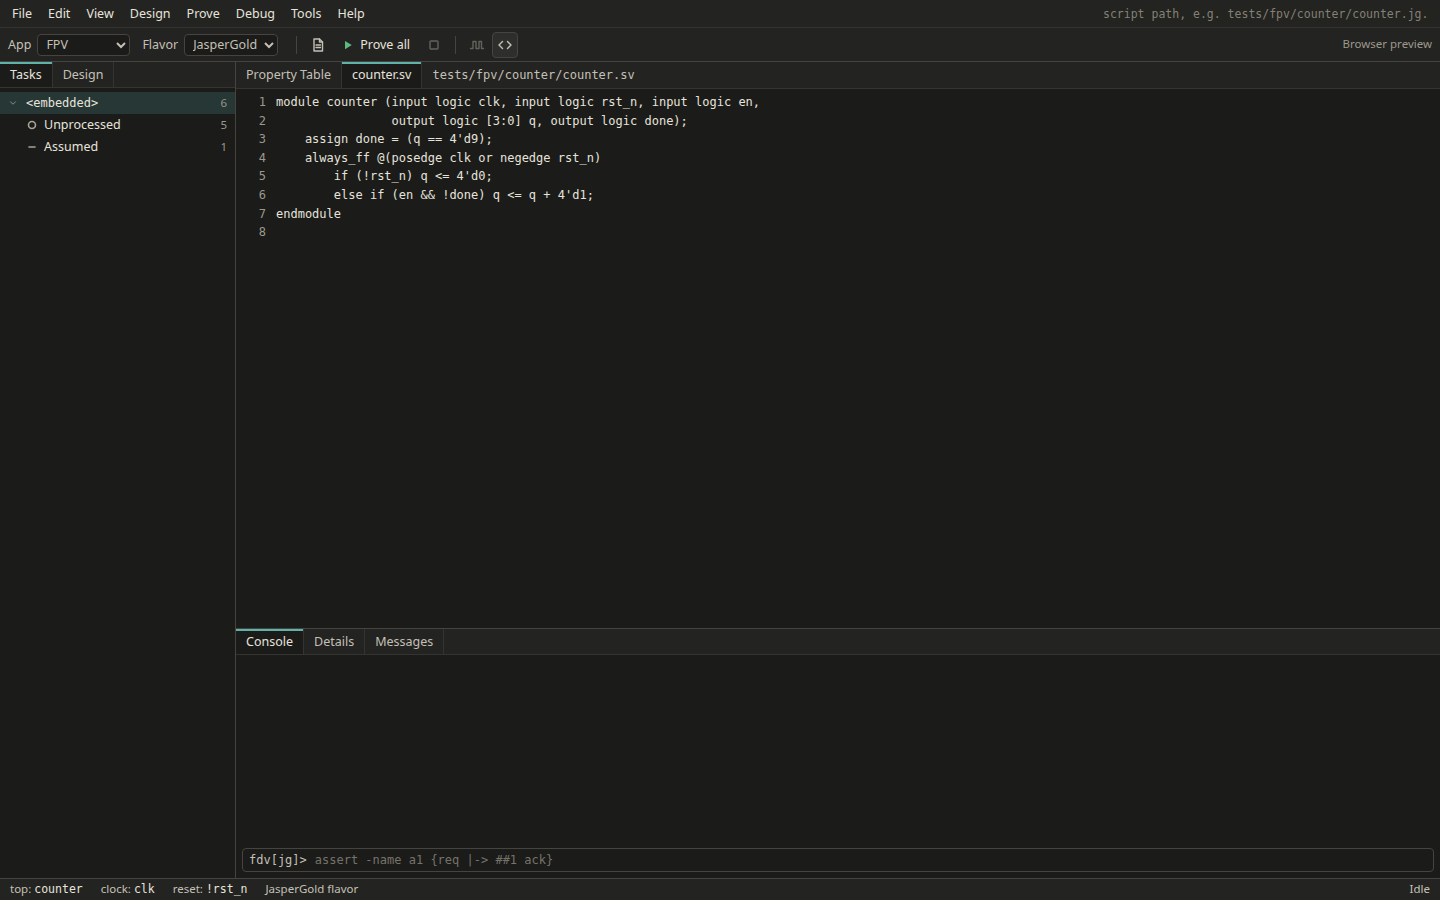 File Edit View Design Prove Debug Tools Help script path, e.g. tests/fpv/counter/counter.jg.
App FPV Flavor JasperGold Prove all Browser preview
Tasks Design Property Table counter.sv tests/fpv/counter/counter.sv
<embedded> 6
Unprocessed 5
Assumed 1
1 module counter (input logic clk, input logic rst_n, input logic en,
2                 output logic [3:0] q, output logic done);
3     assign done = (q == 4'd9);
4     always_ff @(posedge clk or negedge rst_n)
5         if (!rst_n) q <= 4'd0;
6         else if (en && !done) q <= q + 4'd1;
7 endmodule
8
Console Details Messages
fdv[jg]> assert -name a1 {req |-> ##1 ack}
top: counter clock: clk reset: !rst_n JasperGold flavor Idle